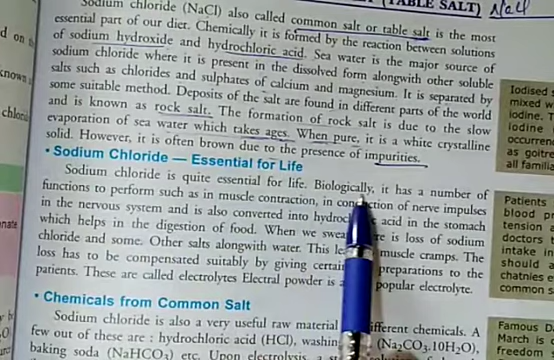 (TABLE SALT) NaCl
Sodium chloride (NaCl) also called common salt or table salt is the most
essential part of our diet. Chemically it is formed by the reaction between solutions
of sodium hydroxide and hydrochloric acid. Sea water is the major source of
sodium chloride where it is present in the dissolved form alongwith other soluble
salts such as chlorides and sulphates of calcium and magnesium. It is separated by
some suitable method. Deposits of the salt are found in different parts of the world
and is known as rock salt. The formation of rock salt is due to the slow
evaporation of sea water which takes ages. When pure, it is a white crystalline
solid. However, it is often brown due to the presence of impurities.
• Sodium Chloride — Essential for Life
Sodium chloride is quite essential for life. Biologically, it has a number of
functions to perform such as in muscle contraction, in con tion of nerve impulses
in the nervous system and is also converted into hydroc acid in the stomach
which helps in the digestion of food. When we swea re is loss of sodium
chloride and some. Other salts alongwith water. This le muscle cramps. The
loss has to be compensated suitably by giving certai preparations to the
patients. These are called electrolytes Electral powder is a popular electrolyte.
• Chemicals from Common Salt
Sodium chloride is also a very useful raw material ifferent chemicals. A
few out of these are : hydrochloric acid (HCl), washin (Na₂CO₃.10H₂O),
baking soda (NaHCO₃) etc. Upon electrolysis, a
d on
known
chlori
nate
Iodised
mixed w
iodine. T
iodine
occurren
as goitre
all familia
Patients
blood p
tension a
doctors
intake in
should a
chatnies e
common s
Famous D
March is
freedom